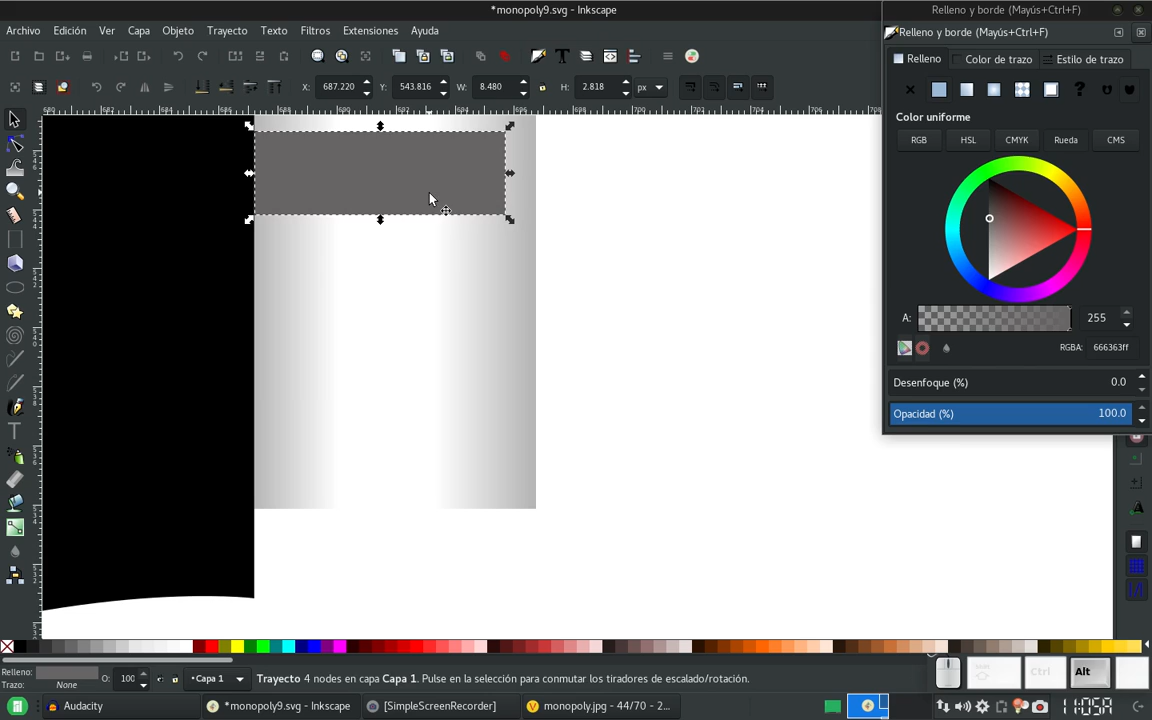 *monopoly9.svg - Inkscape
Relleno y borde (Mayús+Ctrl+F)
Archivo Edición Ver Capa Objeto Trayecto Texto Filtros Extensiones Ayuda
Relleno y borde (Mayús+Ctrl+F)
Relleno Color de trazo Estilo de trazo
X: 687.220 Y: 543.816 W: 8.480 H: 2.818 px
Color uniforme
RGB HSL CMYK Rueda CMS
A: 255
RGBA: 666363ff
Desenfoque (%) 0.0
Opacidad (%) 100.0
Relleno:
Trazo: None
O: 100
•Capa 1
Trayecto 4 nodos en capa Capa 1. Pulse en la selección para conmutar los tiradores de escalado/rotación.
Ctrl Alt
Audacity *monopoly9.svg - Inkscape [SimpleScreenRecorder] monopoly.jpg - 44/70 - 2... 11:05A